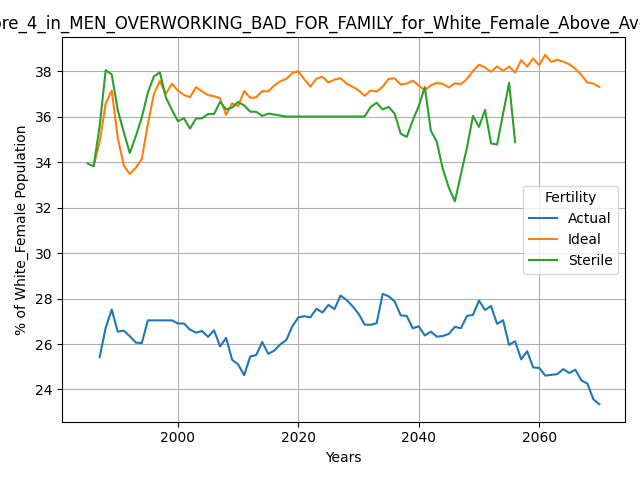 re_4_in_MEN_OVERWORKING_BAD_FOR_FAMILY_for_White_Female_Above_Ave
% of White_Female Population
38
36
34
32
30
28
26
24
2000
2020
2040
2060
Years
Fertility
Actual
Ideal
Sterile